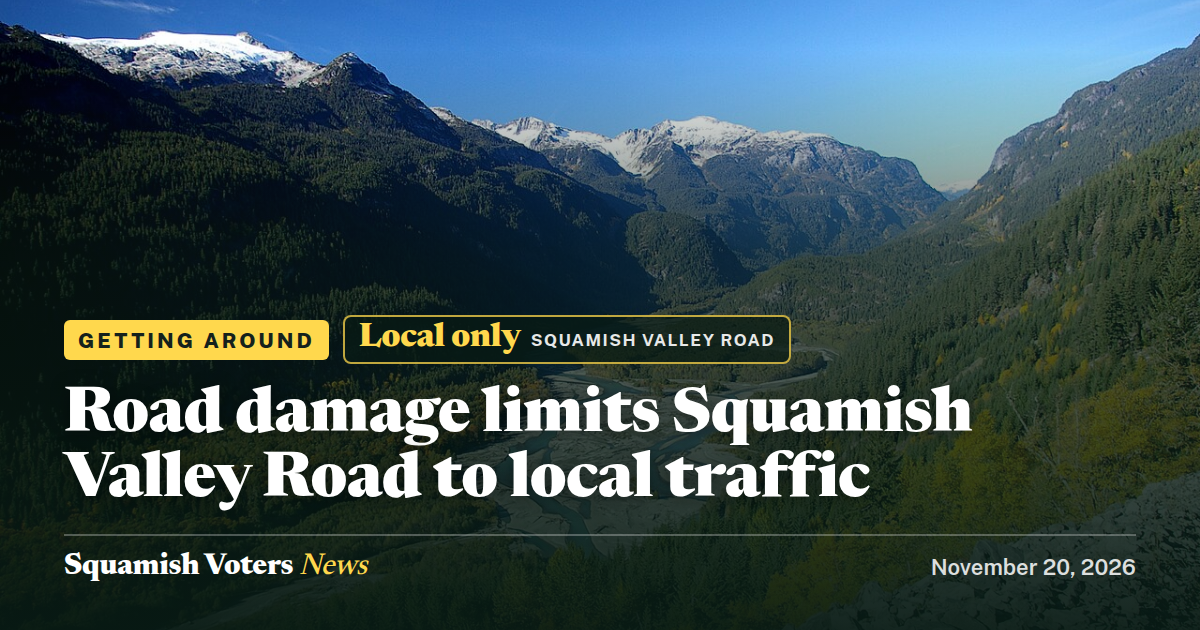 GETTING AROUND
Local only SQUAMISH VALLEY ROAD
Road damage limits Squamish
Valley Road to local traffic
Squamish Voters News
November 20, 2026